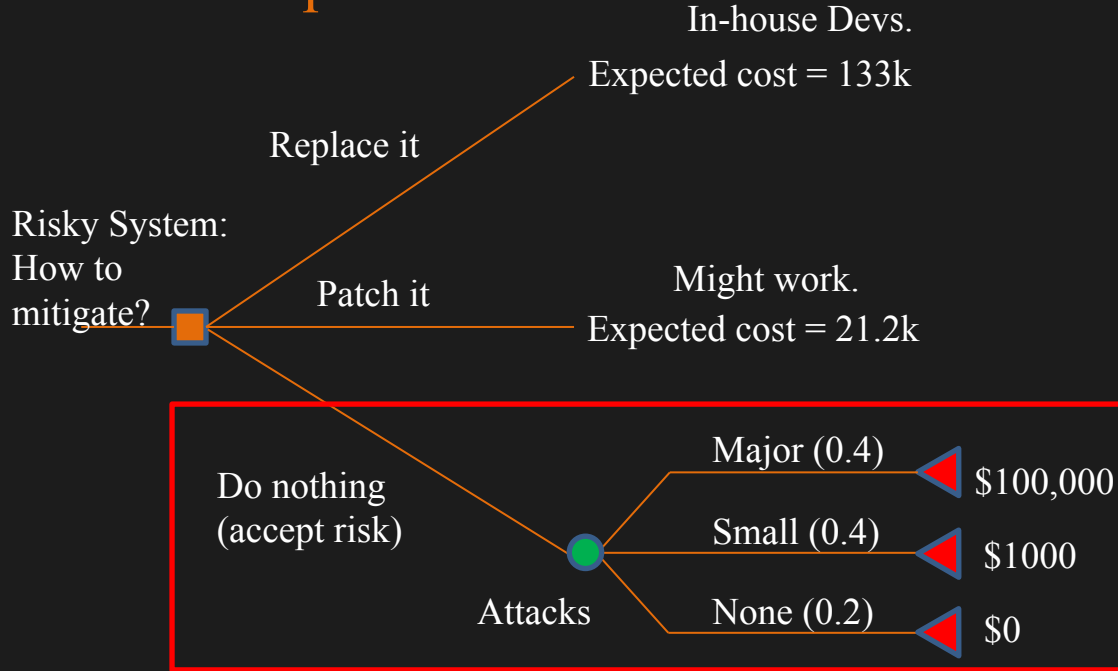 In-house Devs.
Expected cost = 133k
Replace it
Risky System:
How to
mitigate?
Patch it
Might work.
Expected cost = 21.2k
Do nothing
(accept risk)
Attacks
Major (0.4)
$100,000
Small (0.4)
$1000
None (0.2)
$0